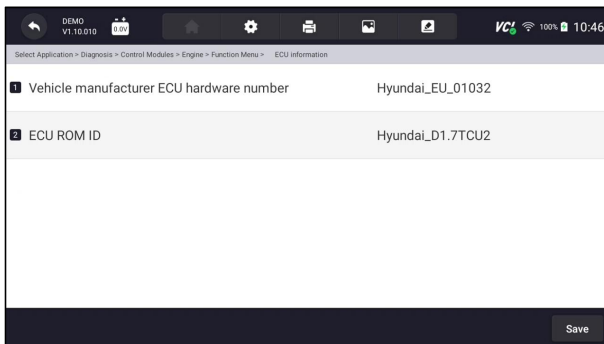 DEMO
V1.10.010
0.0V
VCI 100% 10:46
Select Application > Diagnosis > Control Modules > Engine > Function Menu > ECU information
1 Vehicle manufacturer ECU hardware number Hyundai_EU_01032
2 ECU ROM ID Hyundai_D1.7TCU2
Save